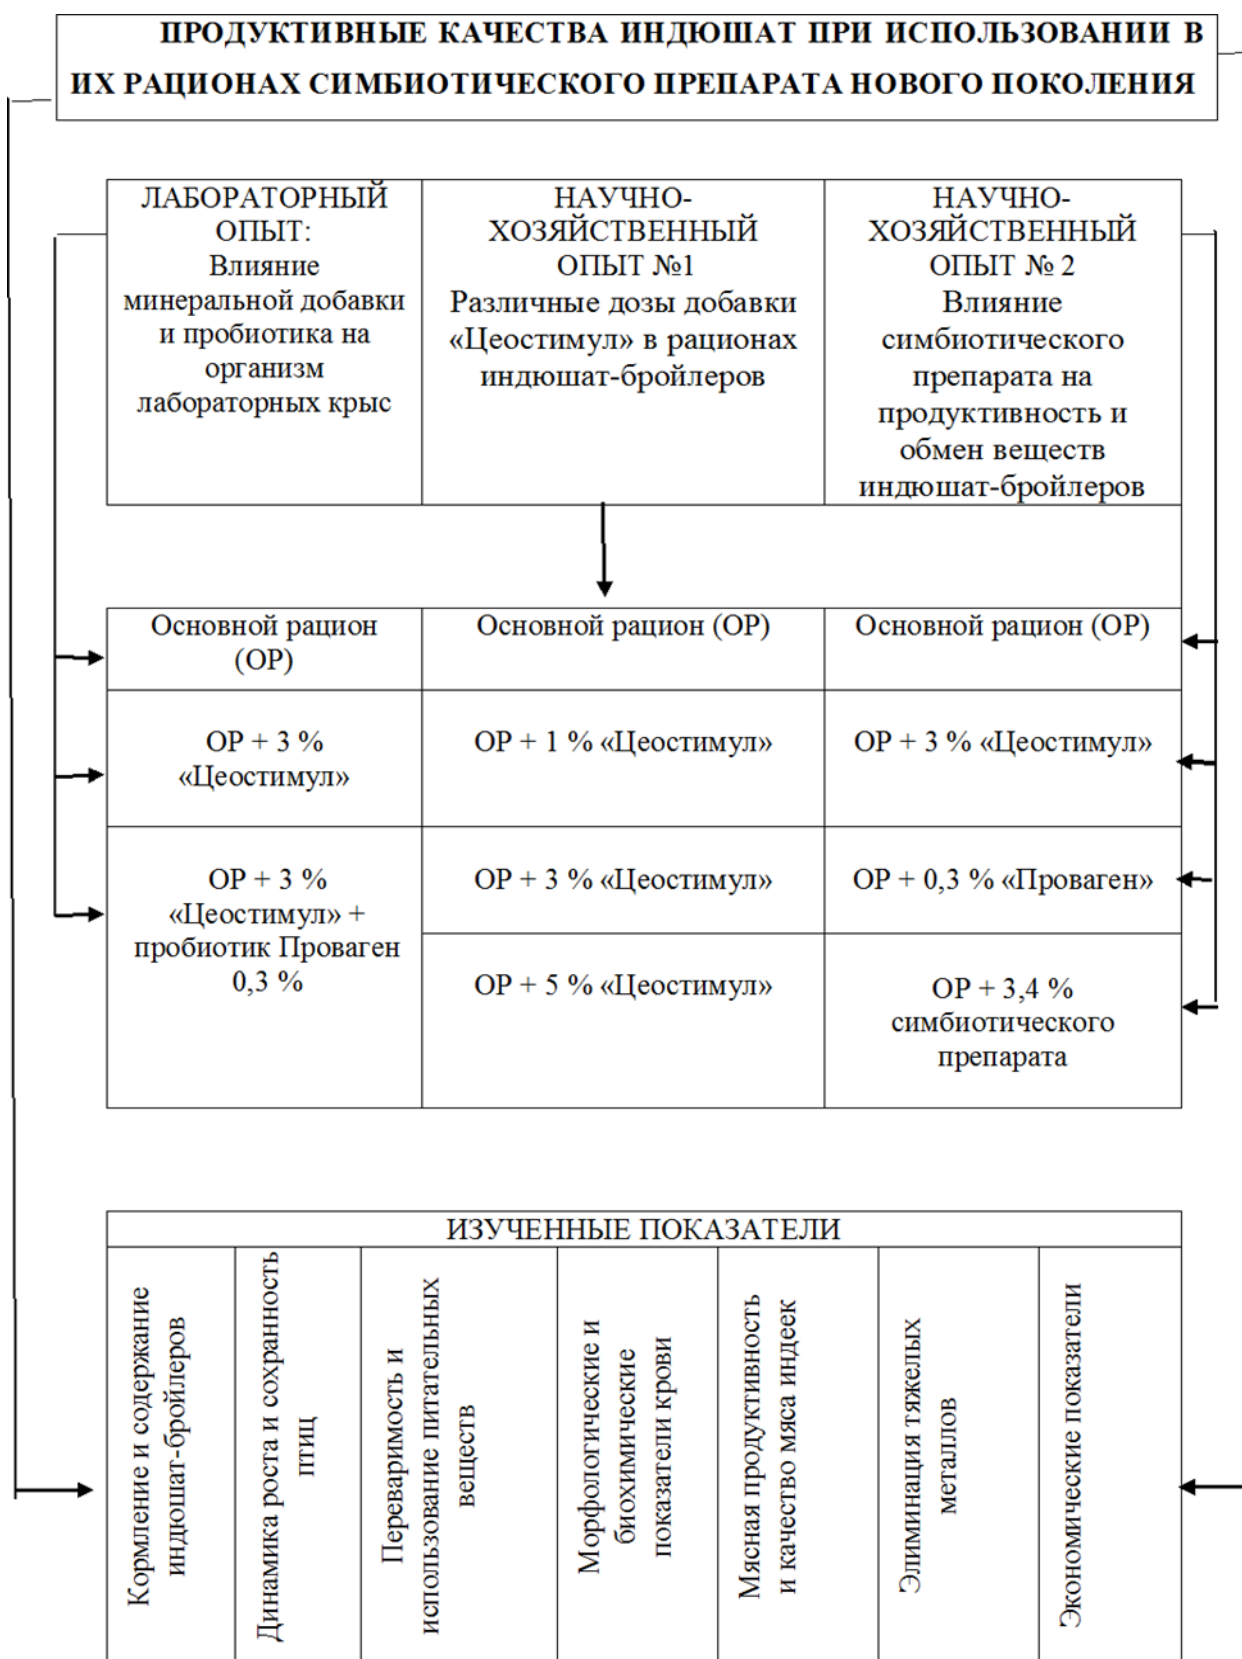 ПРОДУКТИВНЫЕ КАЧЕСТВА ИНДЮШАТ ПРИ ИСПОЛЬЗОВАНИИ В
ИХ РАЦИОНАХ СИМБИОТИЧЕСКОГО ПРЕПАРАТА НОВОГО ПОКОЛЕНИЯ
ЛАБОРАТОРНЫЙ
ОПЫТ:
Влияние
минеральной добавки
и пробиотика на
организм
лабораторных крыс
НАУЧНО-
ХОЗЯЙСТВЕННЫЙ
ОПЫТ №1
Различные дозы добавки
«Цеостимул» в рационах
индюшат-бройлеров
НАУЧНО-
ХОЗЯЙСТВЕННЫЙ
ОПЫТ № 2
Влияние
симбиотического
препарата на
продуктивность и
обмен веществ
индюшат-бройлеров
Основной рацион
(ОР)
Основной рацион (ОР)
Основной рацион (ОР)
ОР + 3 %
«Цеостимул»
ОР + 1 % «Цеостимул»
ОР + 3 % «Цеостимул»
ОР + 3 %
«Цеостимул» +
пробиотик Проваген
0,3 %
ОР + 3 % «Цеостимул»
ОР + 0,3 % «Проваген»
ОР + 5 % «Цеостимул»
ОР + 3,4 %
симбиотического
препарата
ИЗУЧЕННЫЕ ПОКАЗАТЕЛИ
Кормление и содержание
индюшат-бройлеров
Динамика роста и сохранность
птиц
Переваримость и
использование питательных
веществ
Морфологические и
биохимические
показатели крови
Мясная продуктивность
и качество мяса индеек
Элиминация тяжелых
металлов
Экономические показатели